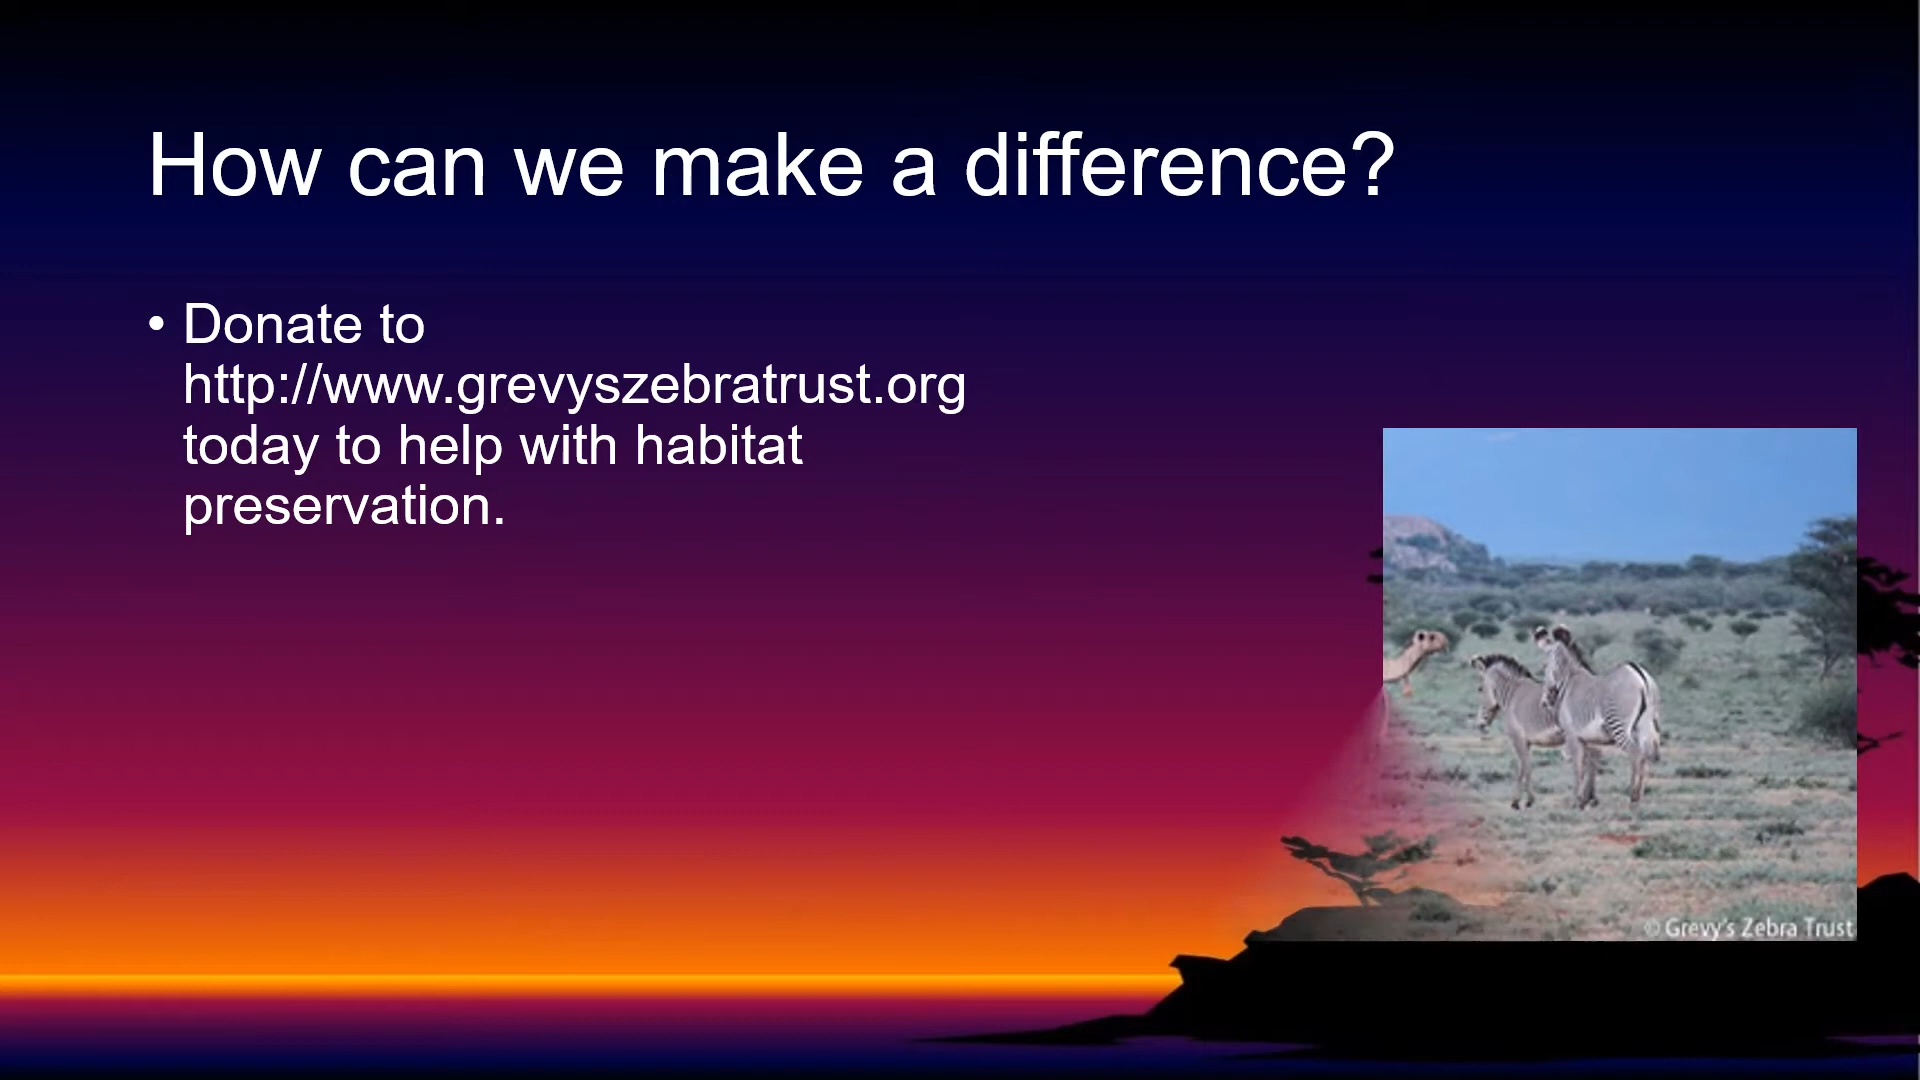 How can we make a difference?
• Donate to
http://www.grevyszebratrust.org
today to help with habitat
preservation.
© Grevy's Zebra Trust